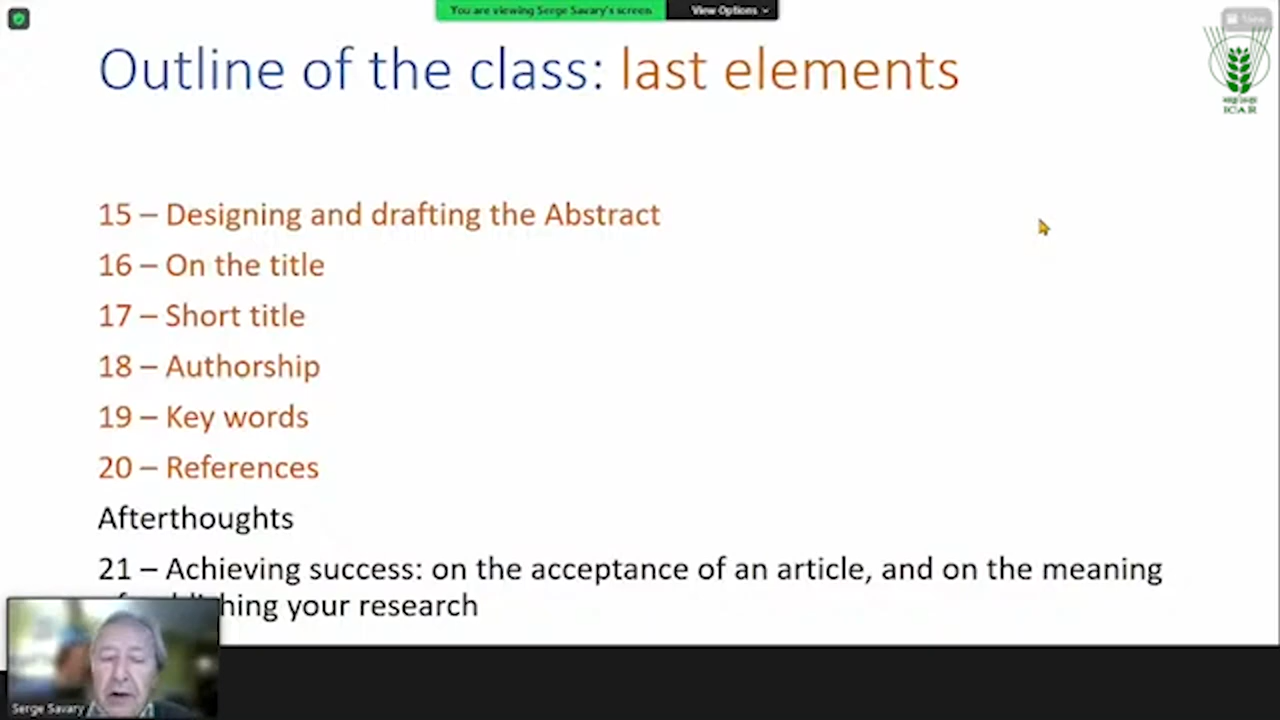 You are viewing Serge Savary's screen
View Options
View
Outline of the class: last elements
ICAR
15 – Designing and drafting the Abstract
16 – On the title
17 – Short title
18 – Authorship
19 – Key words
20 – References
Afterthoughts
21 – Achieving success: on the acceptance of an article, and on the meaning
your research
Serge Savary